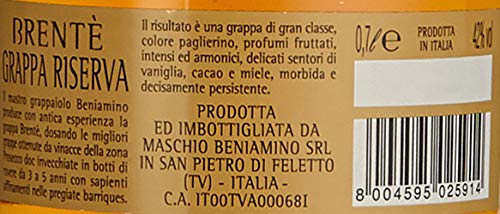 BRENTÈ
GRAPPA RISERVA
Il mastro grappaiolo Beniamino
produce con antica esperienza la
grappa Brentè, dosando le migliori
grappe ottenute da vinacce della zona
Prosecco doc invecchiate in botti di
rovere da 3 a 5 anni con sapienti
affinamenti nelle pregiate barriques.
Il risultato è una grappa di gran classe,
colore paglierino, profumi fruttati,
intensi ed armonici, delicati sentori di
vaniglia, cacao e miele, morbida e
decisamente persistente.
PRODOTTA
ED IMBOTTIGLIATA DA
MASCHIO BENIAMINO SRL
IN SAN PIETRO DI FELETTO
(TV) - ITALIA -
C.A. IT00TVA00068I
0,7ℓ e
PRODOTTA
IN ITALIA
42% vol
8 004595 025914